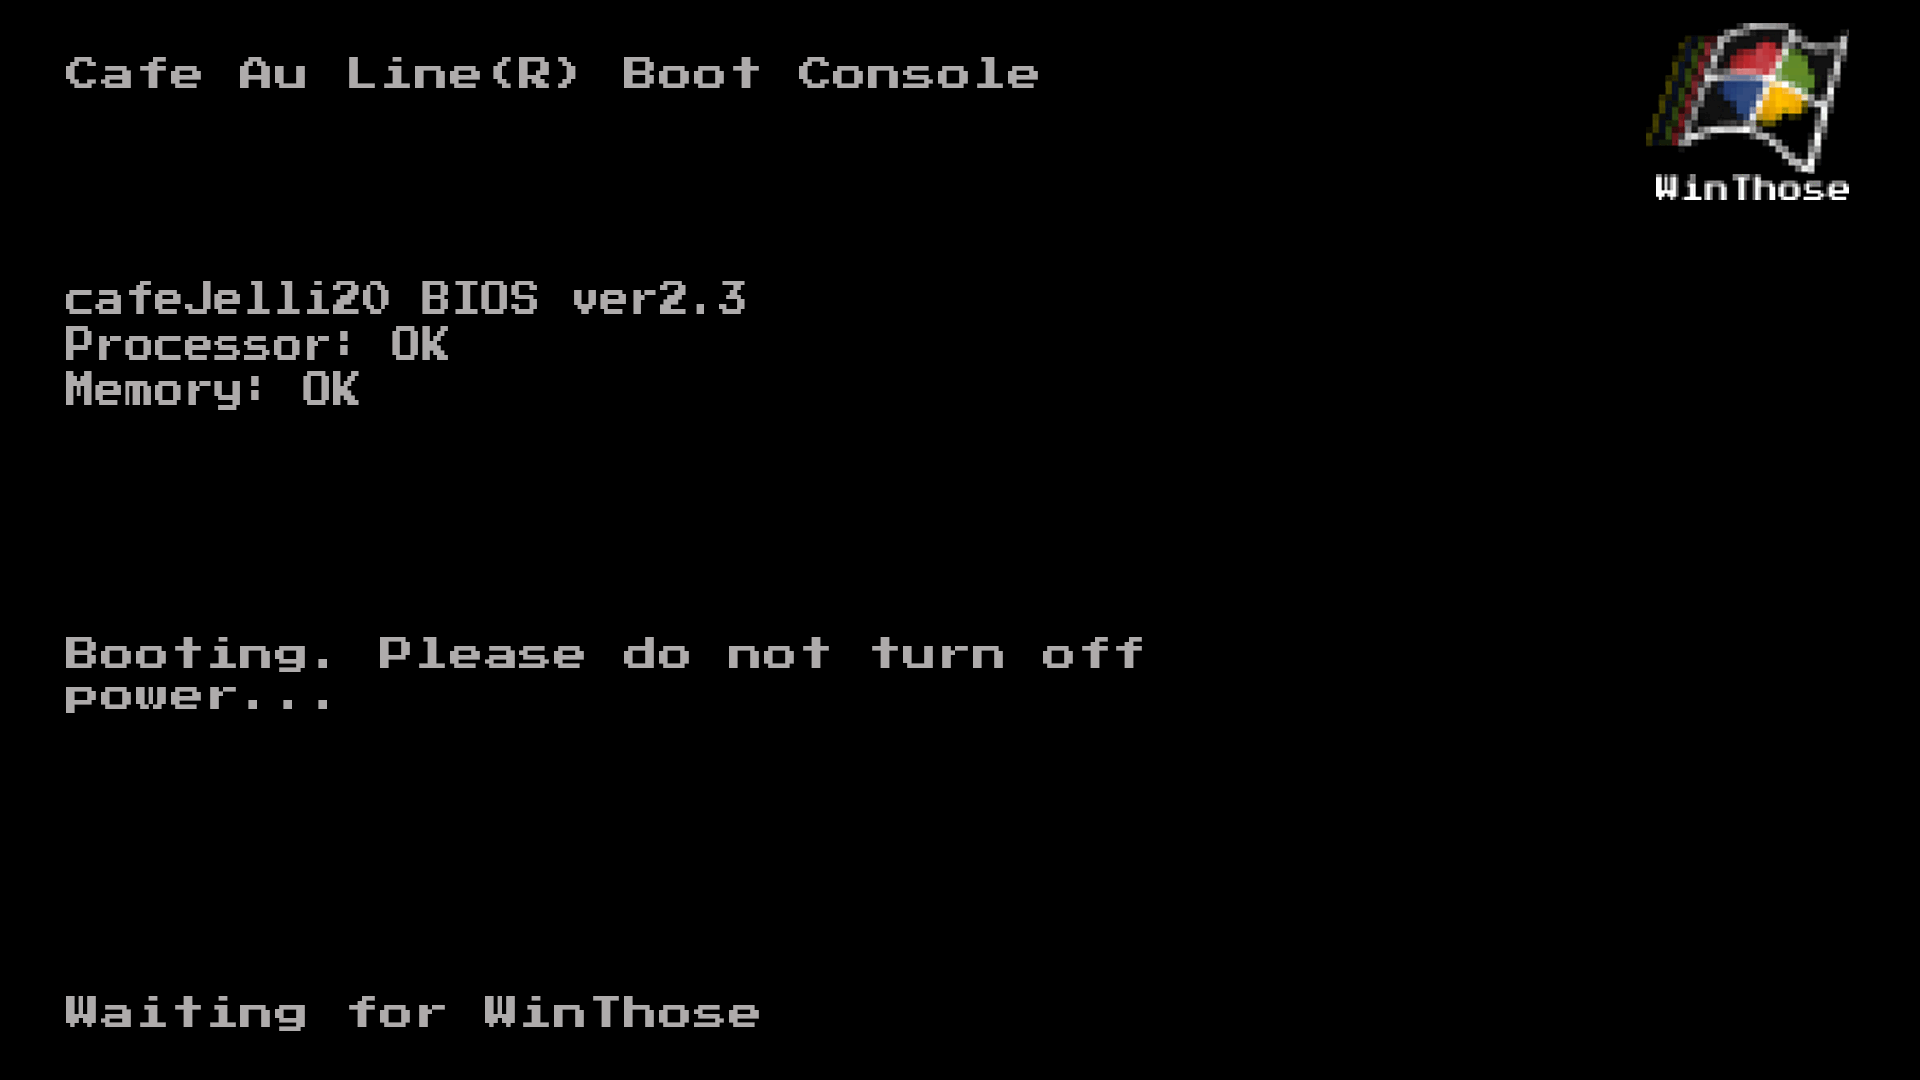 Cafe Au Line(R) Boot Console
WinThose
cafeJelli20 BIOS ver2.3
Processor: OK
Memory: OK
Booting. Please do not turn off
power...
Waiting for WinThose